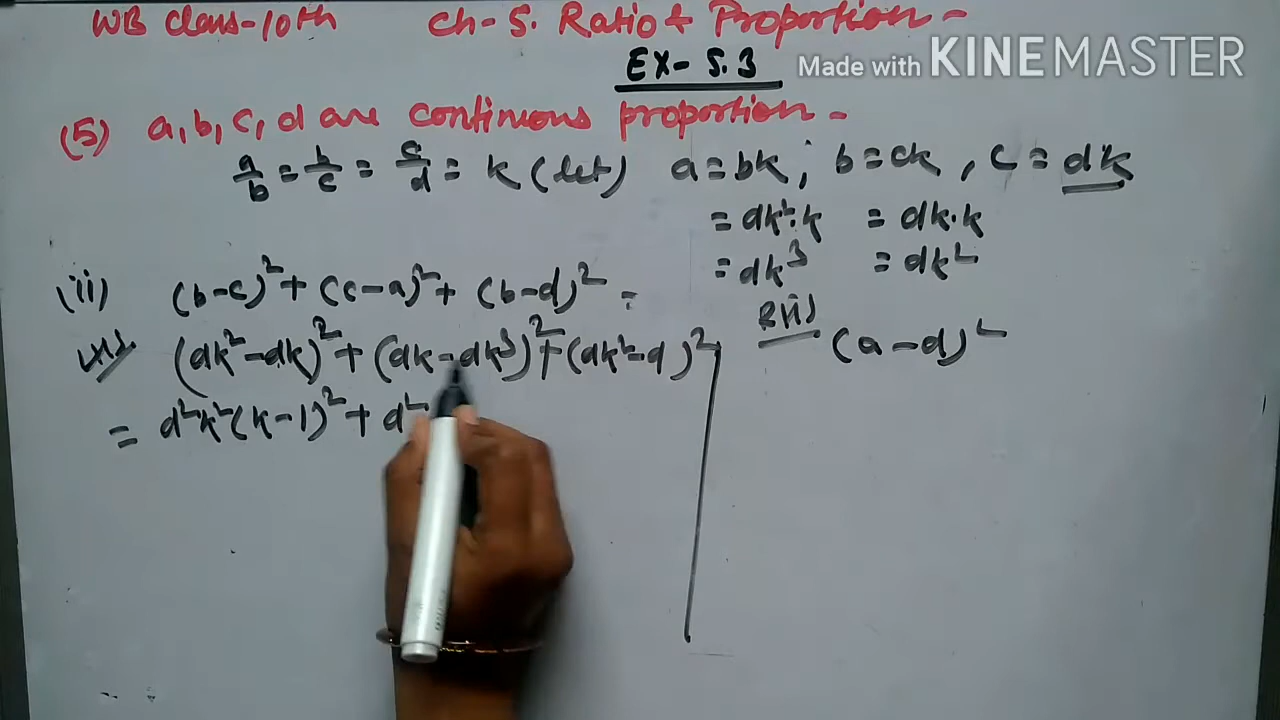 WB Class-10th Ch-5. Ratio & Proportion-
EX- 5.3
Made with KINEMASTER
(5) a, b, c, d are continuous proportion-
a/b = b/c = c/d = k (let) a = bk; b = ck, c = dk
= dk²·k = dk·k
= dk³ = dk²
(ii) (b-c)² + (c-a)² + (b-d)² =
(a-d)²
(dk²-dk)² + (dk-dk³)² + (dk²-d)²
= d²k²(k-1)² + d²